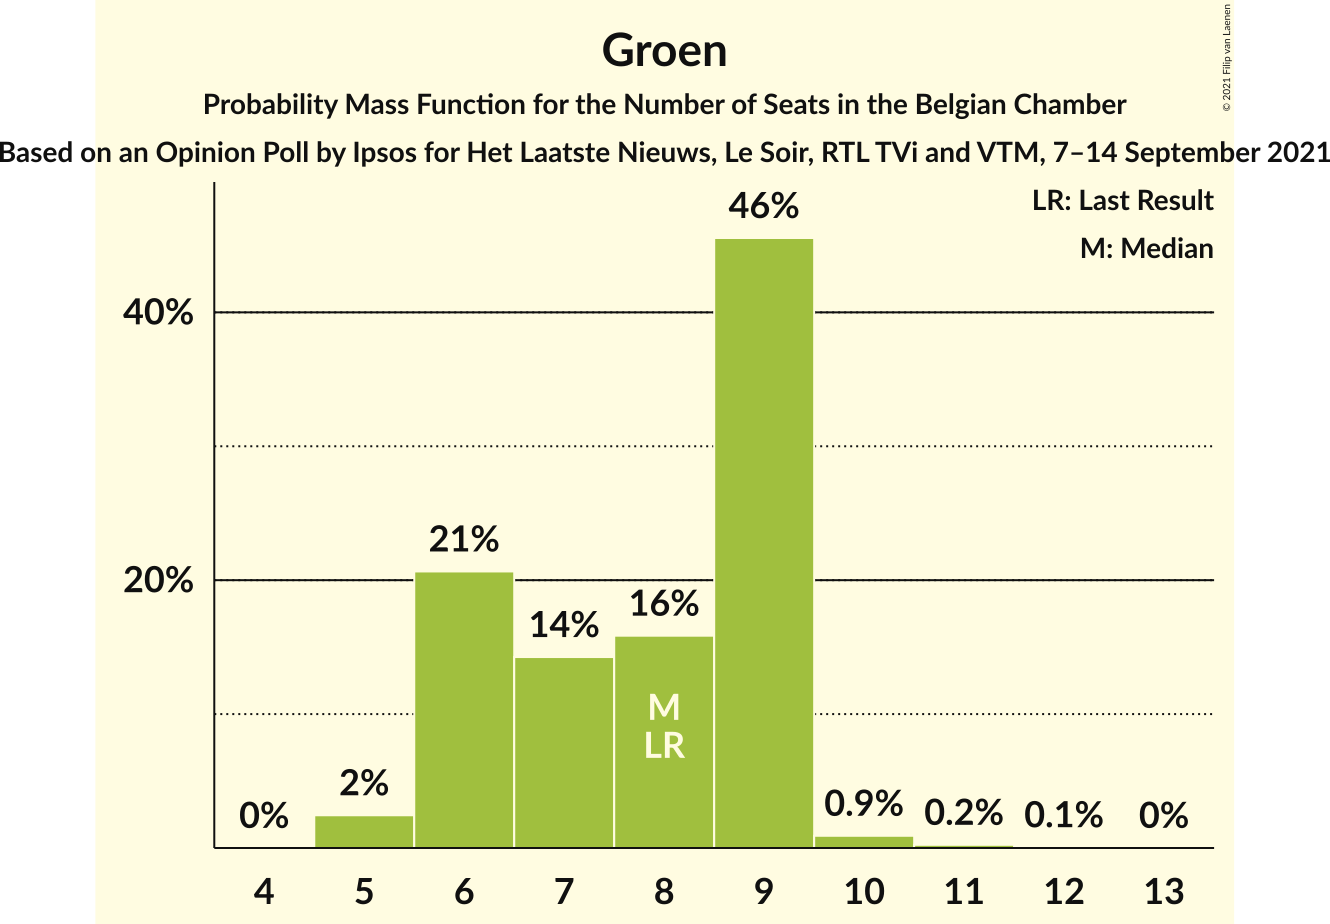 Groen
Probability Mass Function for the Number of Seats in the Belgian Chamber
Based on an Opinion Poll by Ipsos for Het Laatste Nieuws, Le Soir, RTL TVi and VTM, 7–14 September 2021
© 2021 Filip van Laenen
LR: Last Result
M: Median
40%
20%
0%
2%
21%
14%
16%
46%
0.9%
0.2%
0.1%
0%
M
LR
4 5 6 7 8 9 10 11 12 13